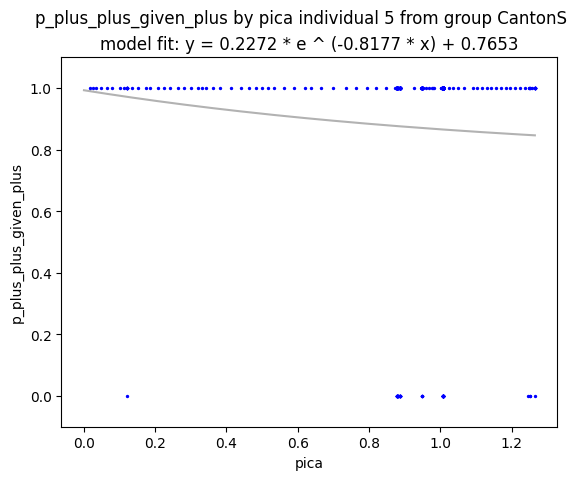 p_plus_plus_given_plus by pica individual 5 from group CantonS
model fit: y = 0.2272 * e ^ (-0.8177 * x) + 0.7653
1.0
0.8
0.6
0.4
0.2
0.0
p_plus_plus_given_plus
0.0 0.2 0.4 0.6 0.8 1.0 1.2
pica